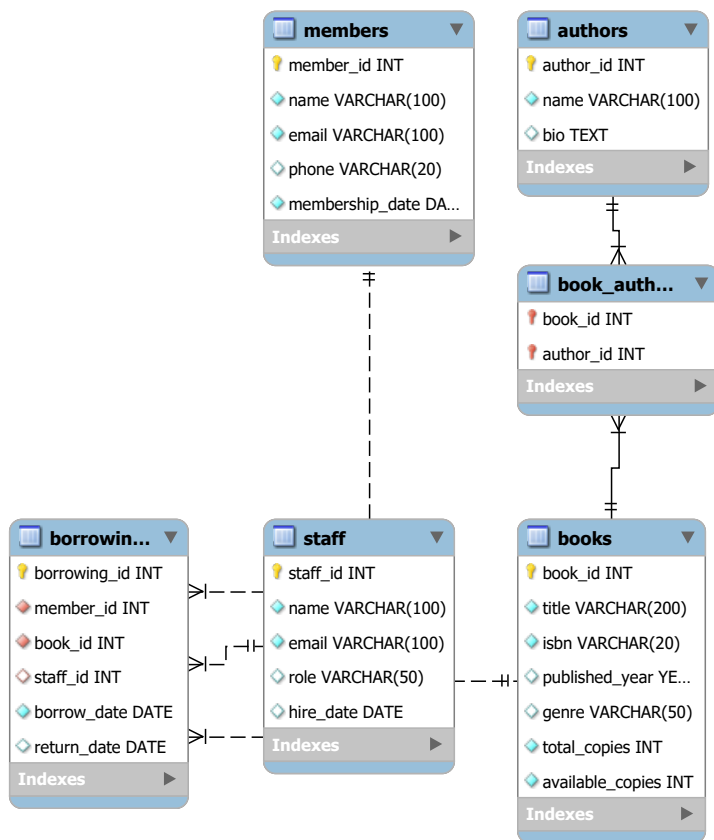 members
member_id INT
name VARCHAR(100)
email VARCHAR(100)
phone VARCHAR(20)
membership_date DA...
Indexes
authors
author_id INT
name VARCHAR(100)
bio TEXT
Indexes
book_auth...
book_id INT
author_id INT
Indexes
borrowin...
borrowing_id INT
member_id INT
book_id INT
staff_id INT
borrow_date DATE
return_date DATE
Indexes
staff
staff_id INT
name VARCHAR(100)
email VARCHAR(100)
role VARCHAR(50)
hire_date DATE
Indexes
books
book_id INT
title VARCHAR(200)
isbn VARCHAR(20)
published_year YE...
genre VARCHAR(50)
total_copies INT
available_copies INT
Indexes